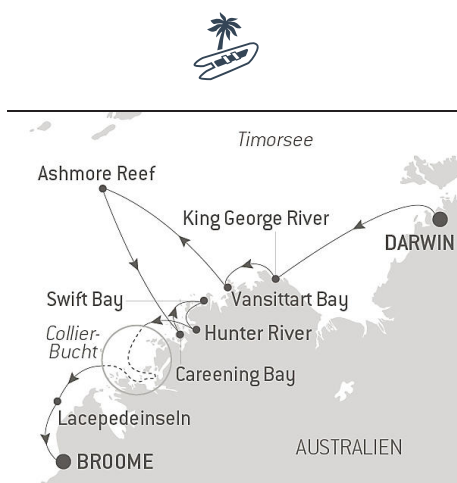 Timorsee
Ashmore Reef
King George River
DARWIN
Swift Bay
Vansittart Bay
Collier-
Bucht
Hunter River
Careening Bay
Lacepedeinseln
AUSTRALIEN
BROOME